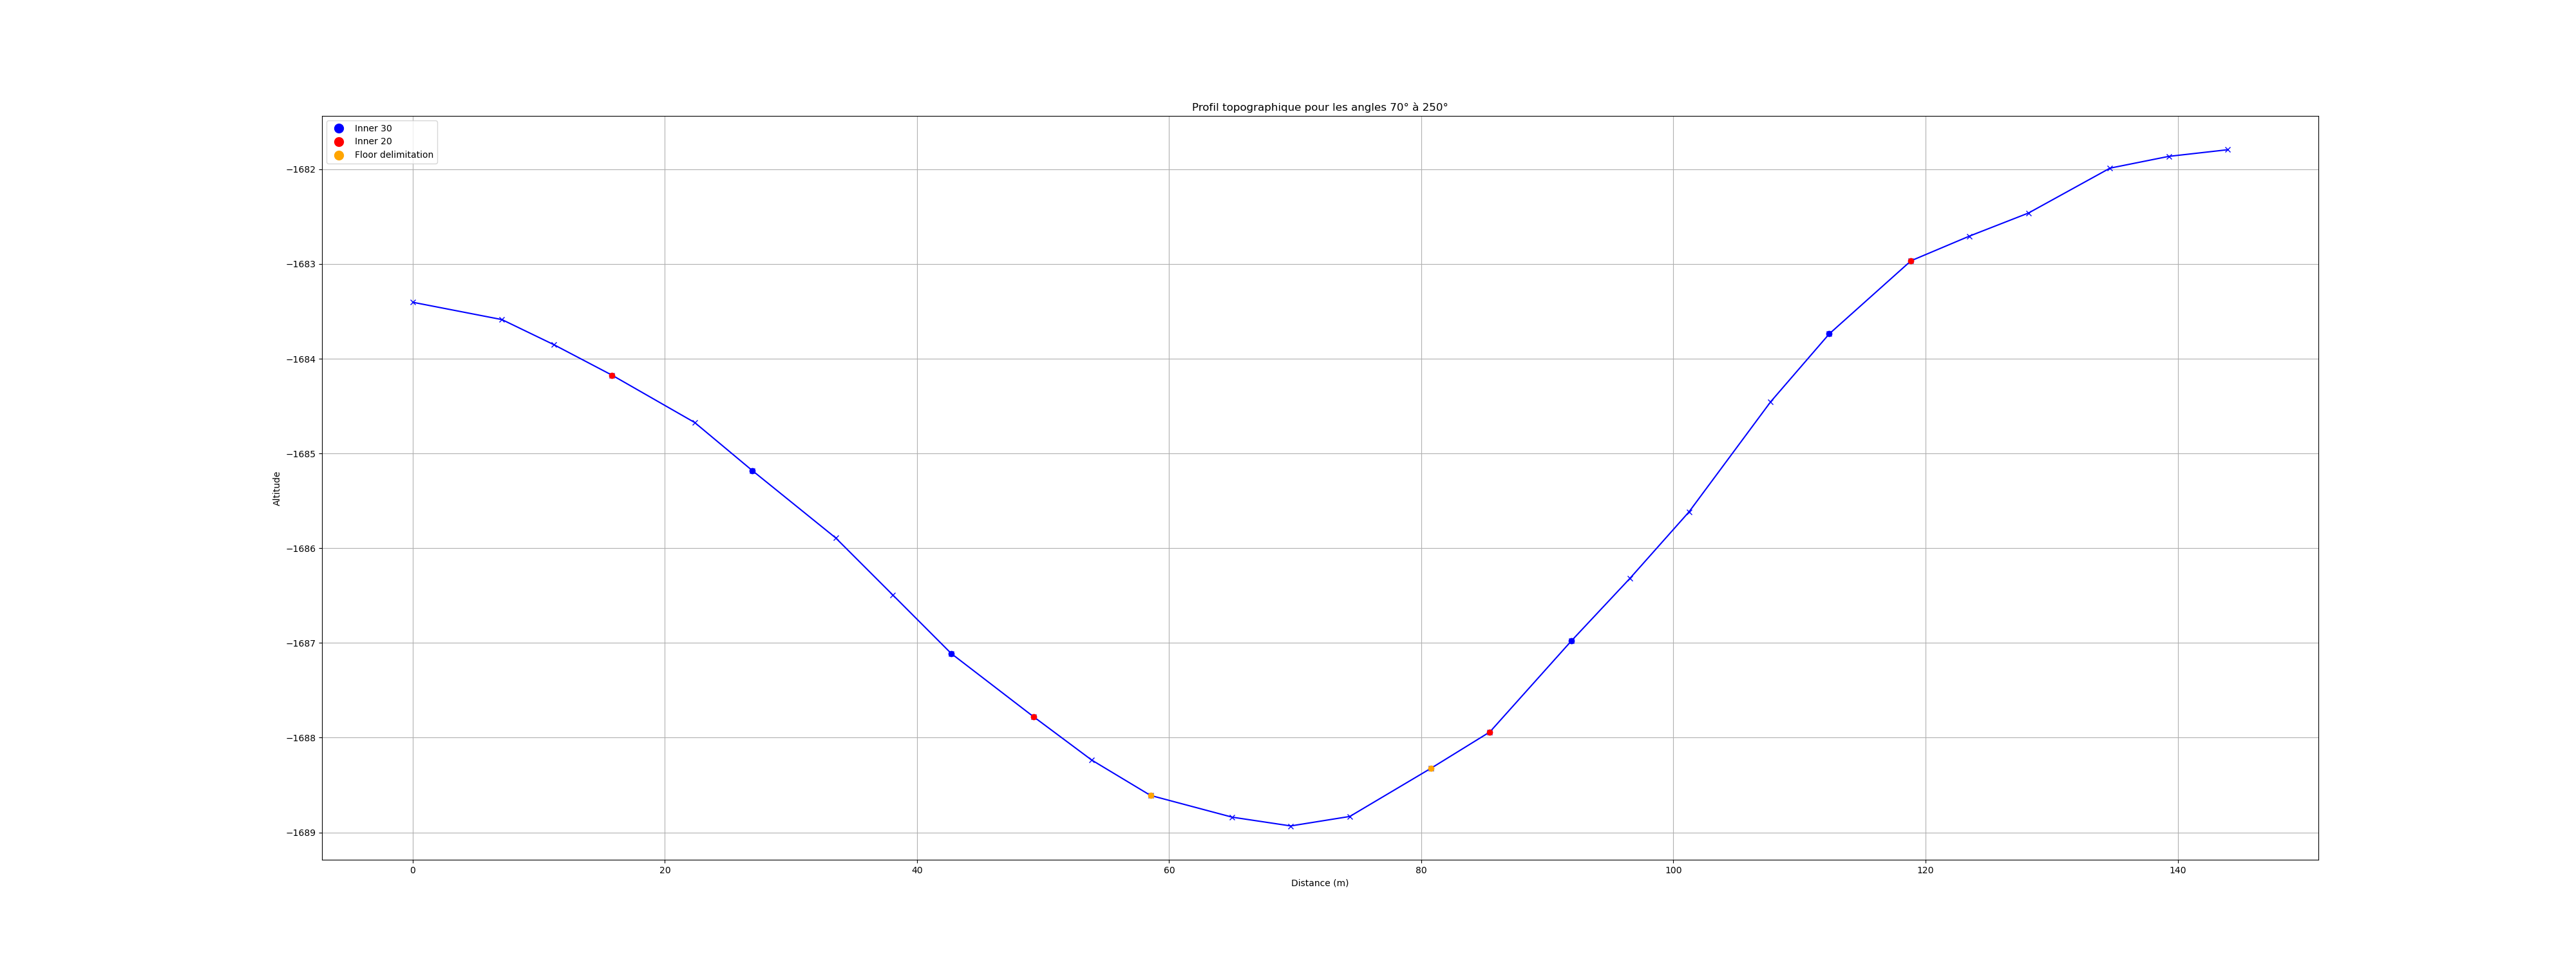 Profil topographique pour les angles 70° à 250°
Inner 30
Inner 20
Floor delimitation
−1682
−1683
−1684
−1685
−1686
−1687
−1688
−1689
Altitude
0 20 40 60 80 100 120 140
Distance (m)